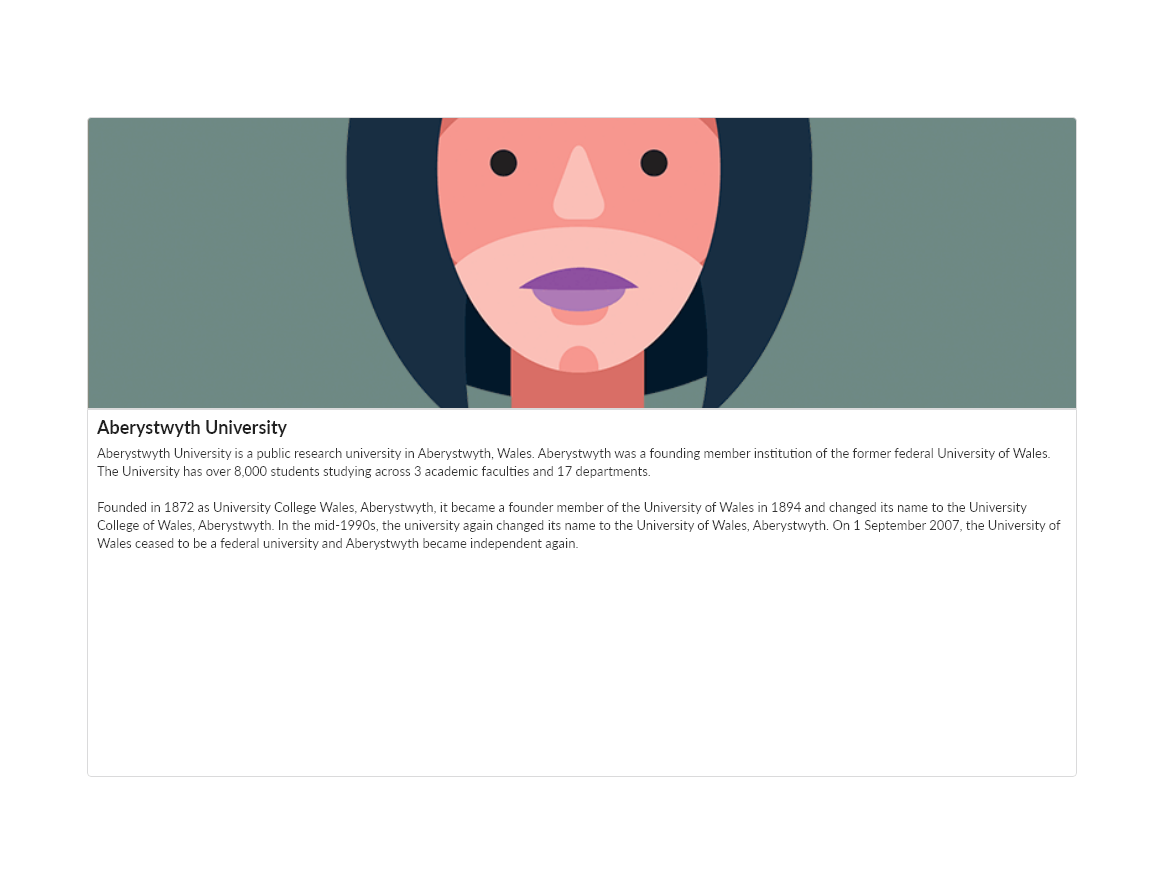 Aberystwyth University
Aberystwyth University is a public research university in Aberystwyth, Wales. Aberystwyth was a founding member institution of the former federal University of Wales.
The University has over 8,000 students studying across 3 academic faculties and 17 departments.
Founded in 1872 as University College Wales, Aberystwyth, it became a founder member of the University of Wales in 1894 and changed its name to the University
College of Wales, Aberystwyth. In the mid-1990s, the university again changed its name to the University of Wales, Aberystwyth. On 1 September 2007, the University of
Wales ceased to be a federal university and Aberystwyth became independent again.